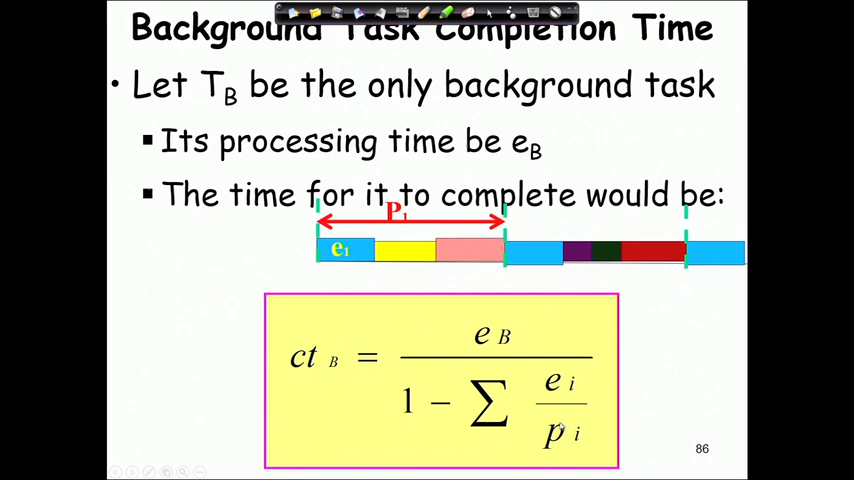 Background Task Completion Time
• Let T_B be the only background task
▪ Its processing time be e_B
▪ The time for it to complete would be:
P₁
e₁
ct_B = e_B / (1 − ∑ e_i / p_i)
86